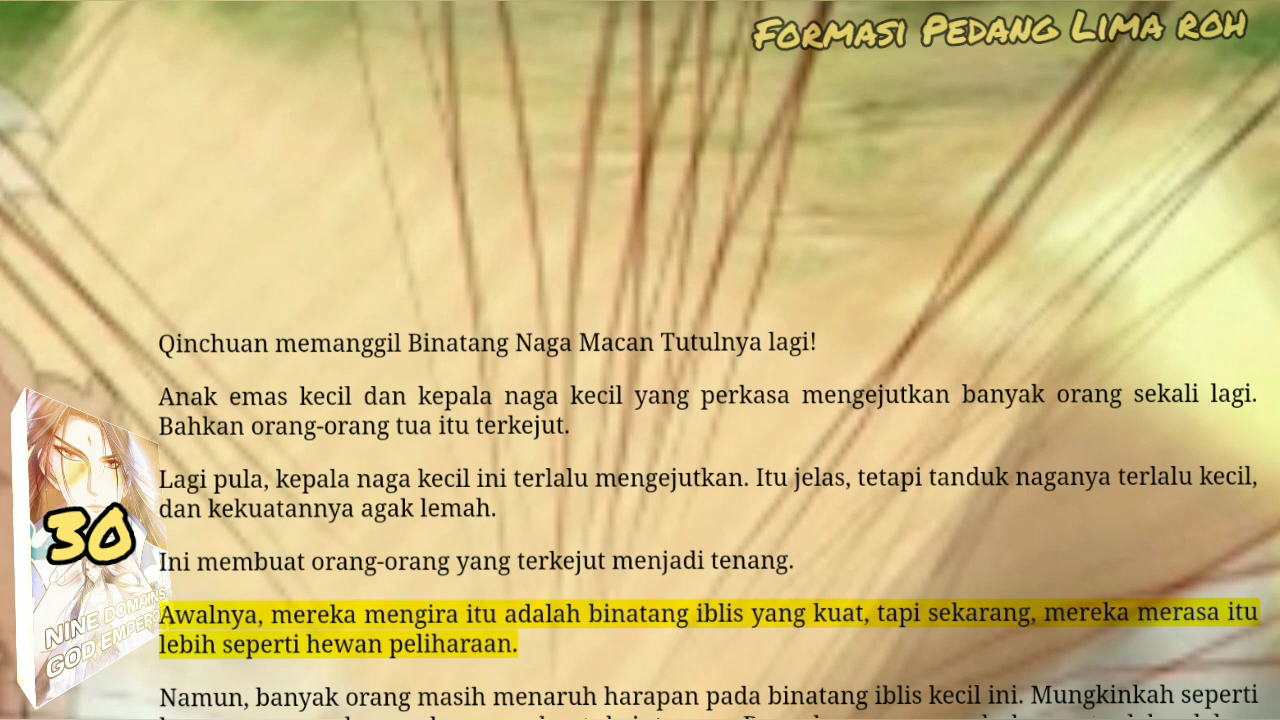 Formasi Pedang Lima roh
Qinchuan memanggil Binatang Naga Macan Tutulnya lagi!
Anak emas kecil dan kepala naga kecil yang perkasa mengejutkan banyak orang sekali lagi.
Bahkan orang-orang tua itu terkejut.
Lagi pula, kepala naga kecil ini terlalu mengejutkan. Itu jelas, tetapi tanduk naganya terlalu kecil,
dan kekuatannya agak lemah.
Ini membuat orang-orang yang terkejut menjadi tenang.
Awalnya, mereka mengira itu adalah binatang iblis yang kuat, tapi sekarang, mereka merasa itu
lebih seperti hewan peliharaan.
Namun, banyak orang masih menaruh harapan pada binatang iblis kecil ini. Mungkinkah seperti
30
NINE DOMAINS
GOD EMPERO